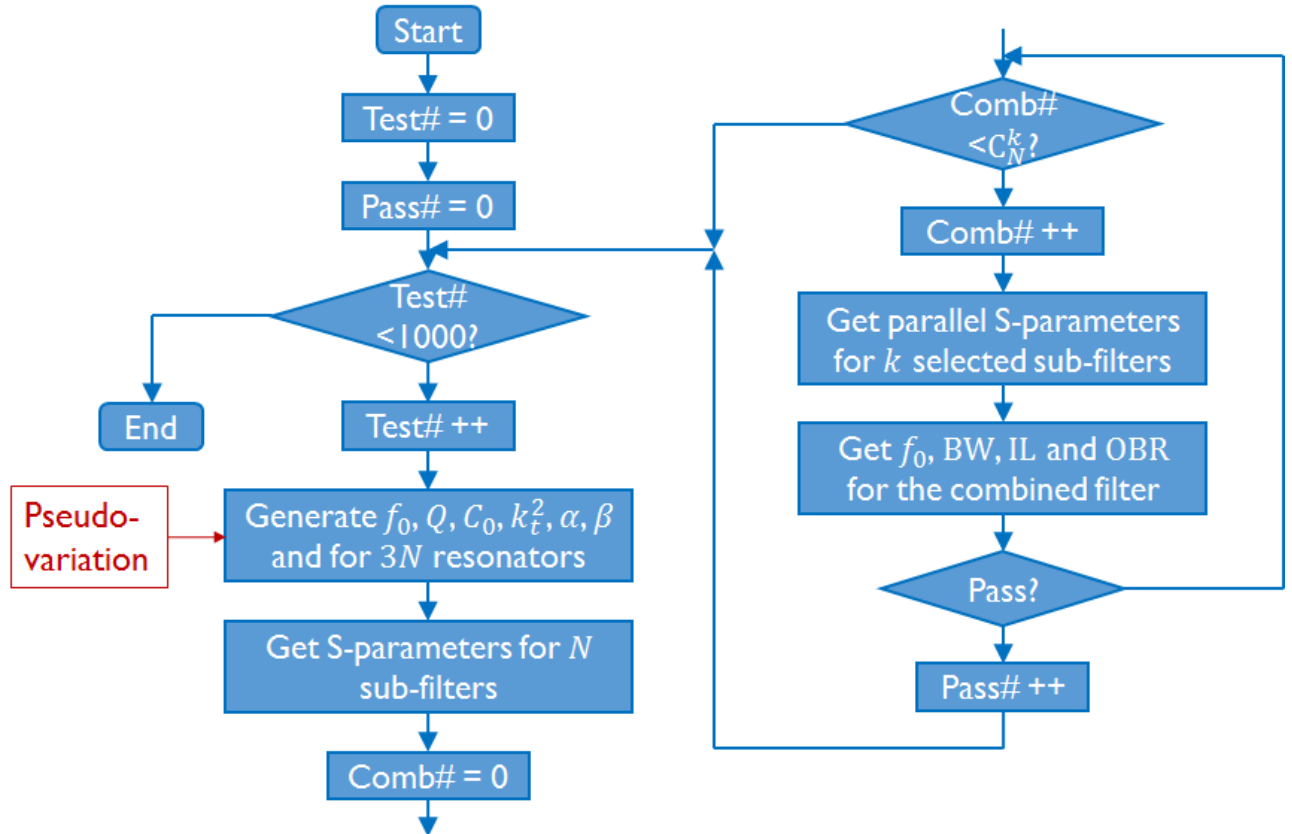 Start
Test# = 0
Pass# = 0
Test#
<1000?
End
Test# ++
Pseudo-
variation
Generate f₀, Q, C₀, kₜ², α, β
and for 3N resonators
Get S-parameters for N
sub-filters
Comb# = 0
Comb#
<C_N^k?
Comb# ++
Get parallel S-parameters
for k selected sub-filters
Get f₀, BW, IL and OBR
for the combined filter
Pass?
Pass# ++